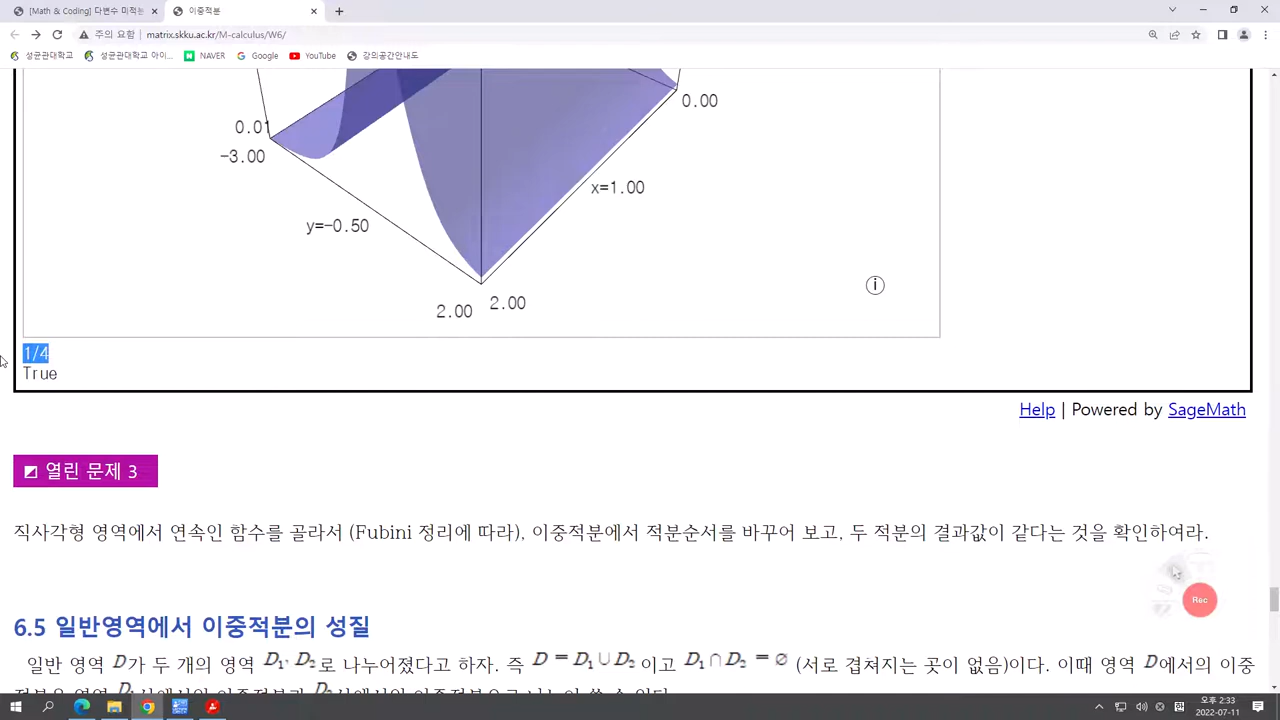 [Math & Coding] 다변수 미적분
이중적분
주의 요함 | matrix.skku.ac.kr/M-calculus/W6/
성균관대학교
성균관대학교 아이...
NAVER
Google
YouTube
강의공간안내도
0.00
0.01
-3.00
x=1.00
y=-0.50
2.00
2.00
1/4
True
Help | Powered by SageMath
열린 문제 3
직사각형 영역에서 연속인 함수를 골라서 (Fubini 정리에 따라), 이중적분에서 적분순서를 바꾸어 보고, 두 적분의 결과값이 같다는 것을 확인하여라.
Rec
6.5 일반영역에서 이중적분의 성질
일반 영역 D가 두 개의 영역 D₁, D₂로 나누어졌다고 하자. 즉 D = D₁ ∪ D₂ 이고 D₁ ∩ D₂ = ∅ (서로 겹쳐지는 곳이 없음)이다. 이때 영역 D에서의 이중
오후 2:33
2022-07-11